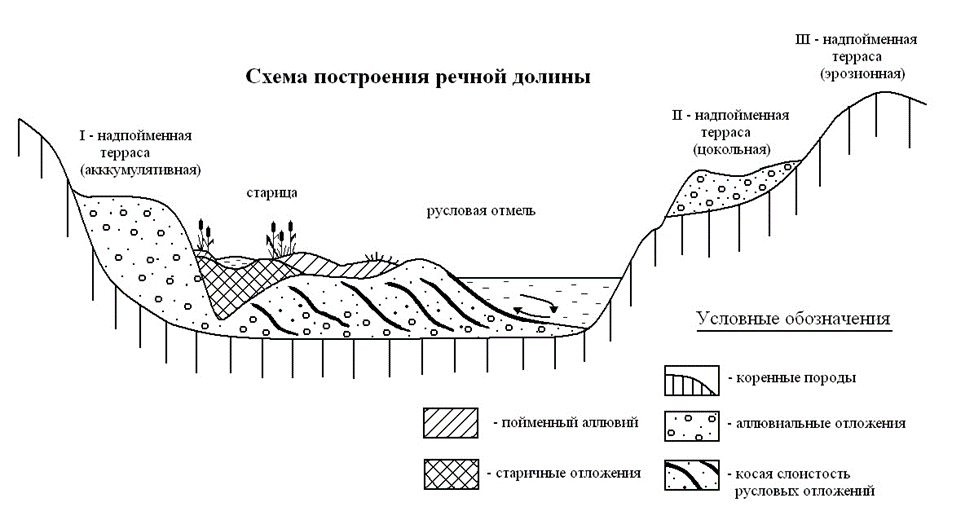 III - надпойменная
терраса
(эрозионная)
Схема построения речной долины
II - надпойменная
терраса
(цокольная)
I - надпойменная
терраса
(акккумулятивная)
старица
русловая отмель
Условные обозначения
- коренные породы
- пойменный аллювий
- аллювиальные отложения
- старичные отложения
- косая слоистость
русловых отложений